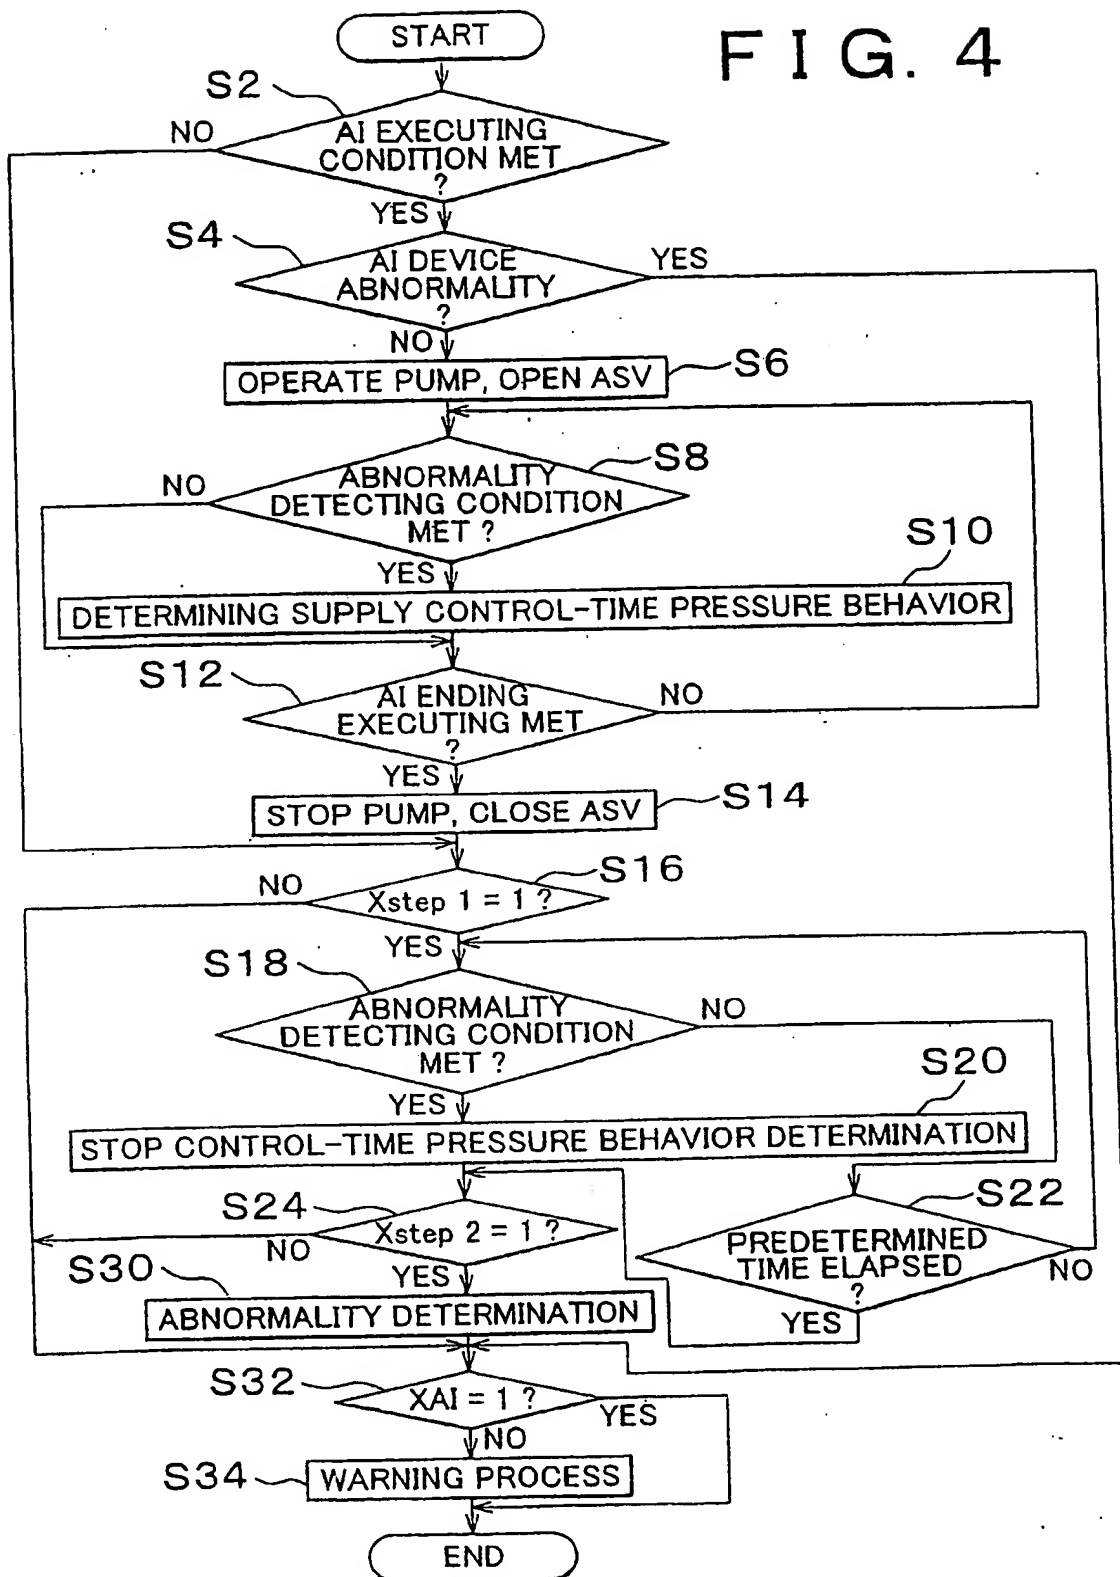 START
FIG. 4
S2
NO
AI EXECUTING
CONDITION MET
?
YES
S4
AI DEVICE
ABNORMALITY
?
YES
NO
OPERATE PUMP, OPEN ASV
S6
S8
NO
ABNORMALITY
DETECTING CONDITION
MET ?
YES
S10
DETERMINING SUPPLY CONTROL-TIME PRESSURE BEHAVIOR
S12
AI ENDING
EXECUTING MET
?
NO
YES
STOP PUMP, CLOSE ASV
S14
S16
NO
Xstep 1 = 1 ?
YES
S18
ABNORMALITY
DETECTING CONDITION
MET ?
NO
YES
S20
STOP CONTROL-TIME PRESSURE BEHAVIOR DETERMINATION
S22
S24
Xstep 2 = 1 ?
NO
YES
PREDETERMINED
TIME ELAPSED
?
NO
YES
S30
ABNORMALITY DETERMINATION
S32
XAI = 1 ?
YES
NO
S34
WARNING PROCESS
END